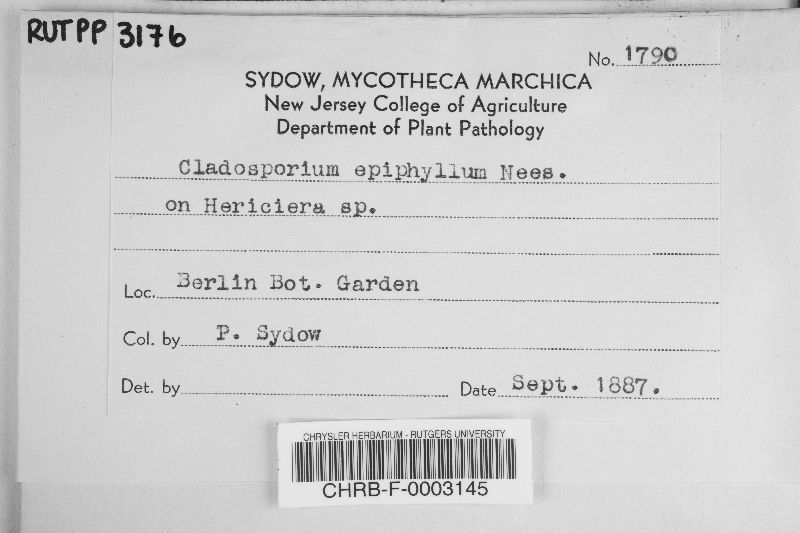 RUTPP 3176
No. 1790
SYDOW, MYCOTHECA MARCHICA
New Jersey College of Agriculture
Department of Plant Pathology
Cladosporium epiphyllum Nees.
on Hericiera sp.
Loc. Berlin Bot. Garden
Col. by P. Sydow
Det. by Date Sept. 1887.
CHRYSLER HERBARIUM - RUTGERS UNIVERSITY
CHRB-F-0003145